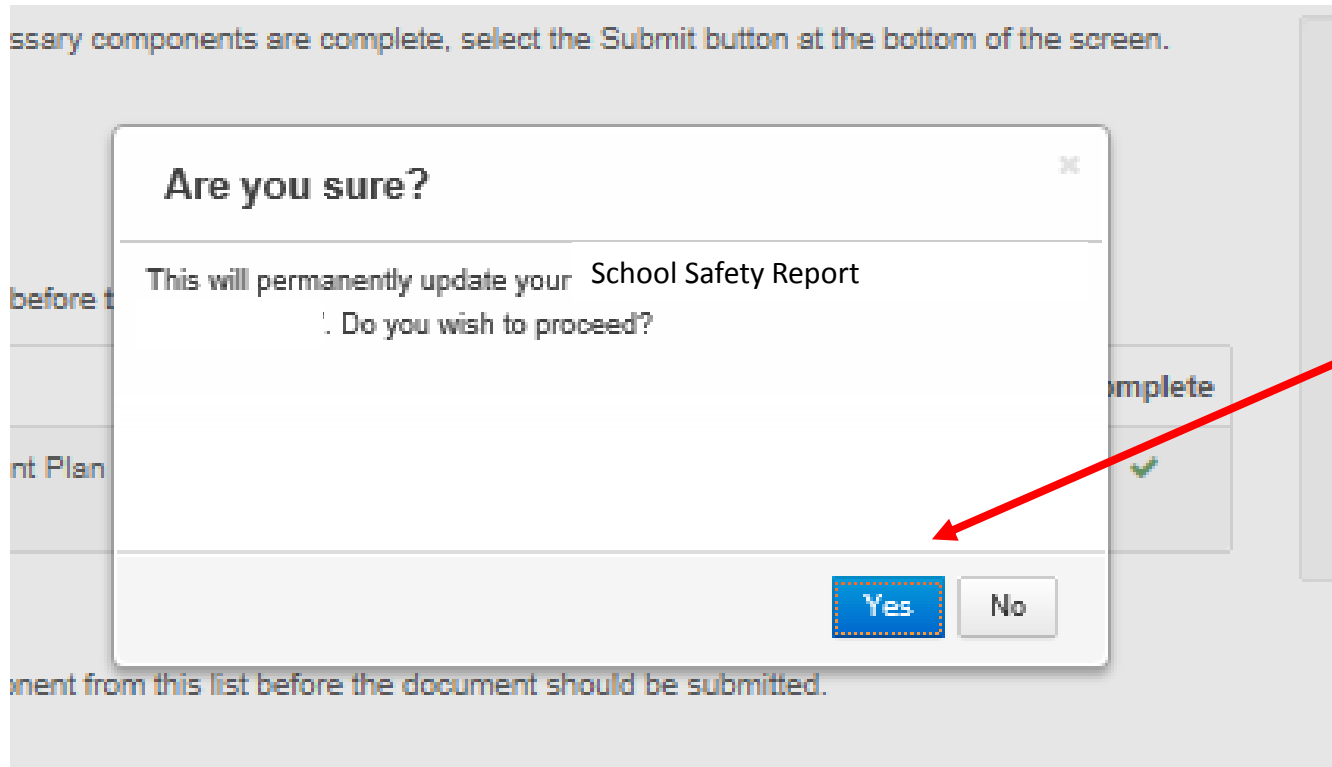 ssary components are complete, select the Submit button at the bottom of the screen.
Are you sure?
×
This will permanently update your School Safety Report
'. Do you wish to proceed?
before t
omplete
nt Plan
Yes No
onent from this list before the document should be submitted.